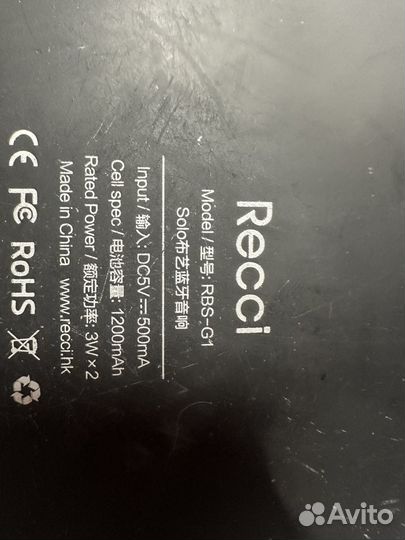 Recci
Model / 型号: RBS-G1
Solo布艺蓝牙音响
Input / 输入: DC5V⎓500mA
Cell spec / 电池容量: 1200mAh
Rated Power / 额定功率: 3W×2
Made in China www.recci.hk
CE FC RoHS
Avito